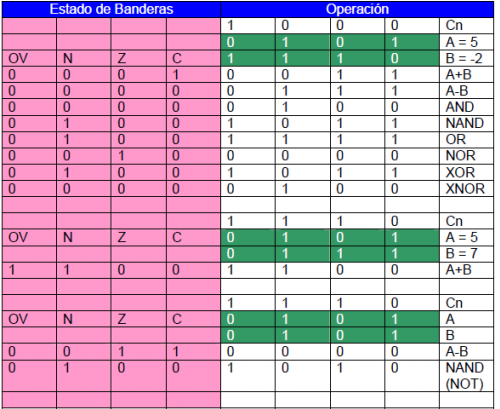 Estado de Banderas Operación
1 0 0 0 Cn
0 1 0 1 A = 5
OV N Z C 1 1 1 0 B = -2
0 0 0 1 0 0 1 1 A+B
0 0 0 0 0 1 1 1 A-B
0 0 0 0 0 1 0 0 AND
0 1 0 0 1 0 1 1 NAND
0 1 0 0 1 1 1 1 OR
0 0 1 0 0 0 0 0 NOR
0 1 0 0 1 0 1 1 XOR
0 0 0 0 0 1 0 0 XNOR
1 1 1 0 Cn
OV N Z C 0 1 0 1 A = 5
0 1 1 1 B = 7
1 1 0 0 1 1 0 0 A+B
1 1 1 0 Cn
OV N Z C 0 1 0 1 A
0 1 0 1 B
0 0 1 1 0 0 0 0 A-B
0 1 0 0 1 0 1 0 NAND
(NOT)